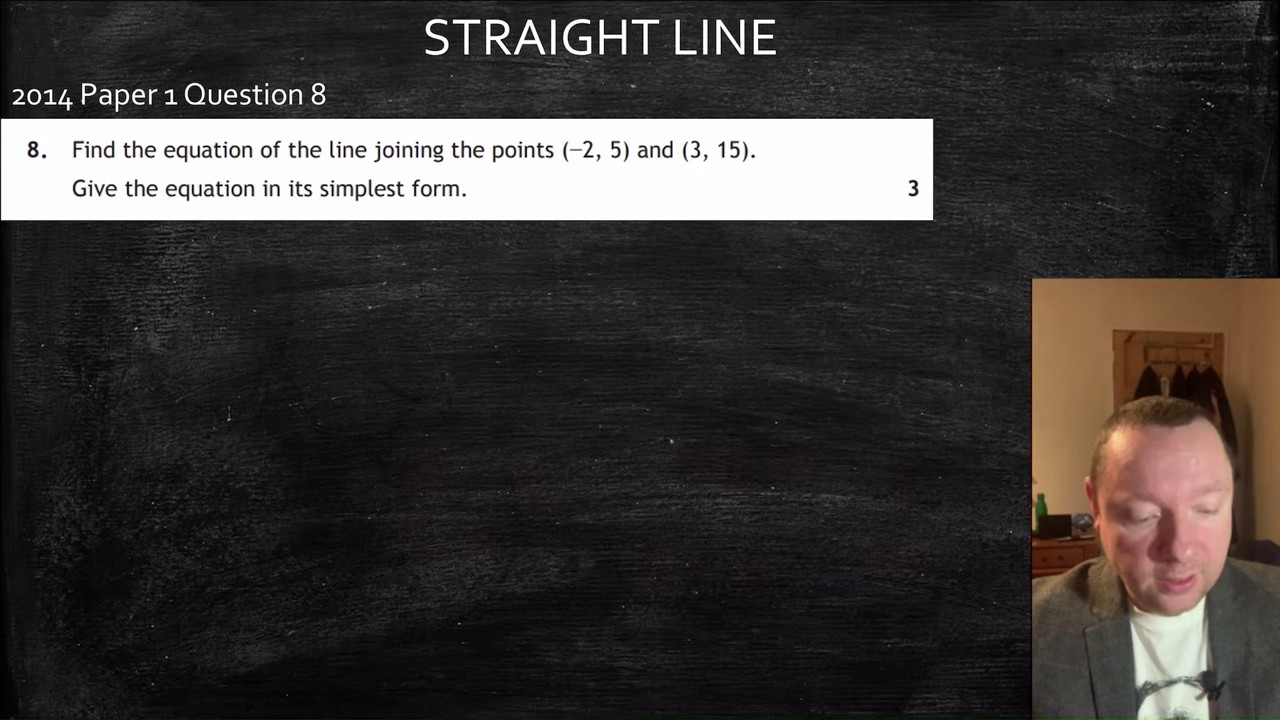 STRAIGHT LINE
2014 Paper 1 Question 8
8. Find the equation of the line joining the points (−2, 5) and (3, 15).
Give the equation in its simplest form. 3